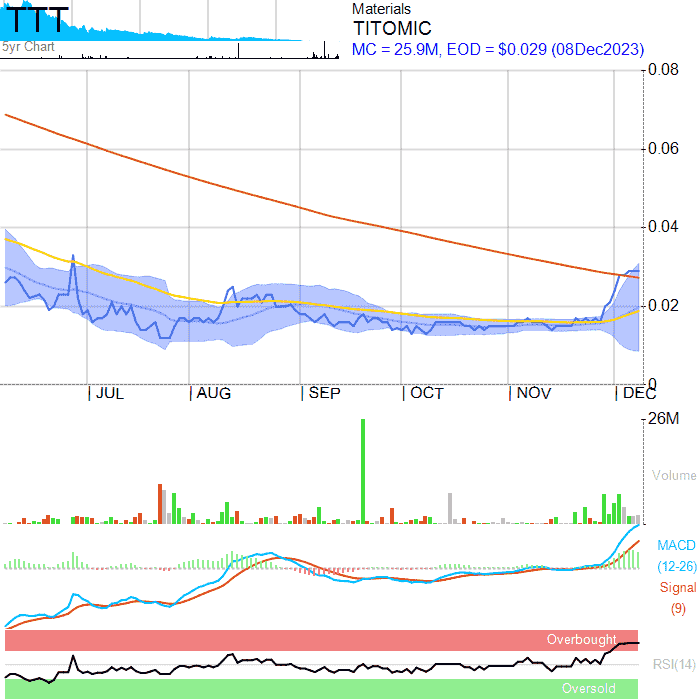 TTT
5yr Chart
Materials
TITOMIC
MC = 25.9M, EOD = $0.029 (08Dec2023)
0.08
0.06
0.04
0.02
0
JUL AUG SEP OCT NOV DEC
26M
Volume
MACD
(12-26)
Signal
(9)
Overbought
RSI(14)
Oversold